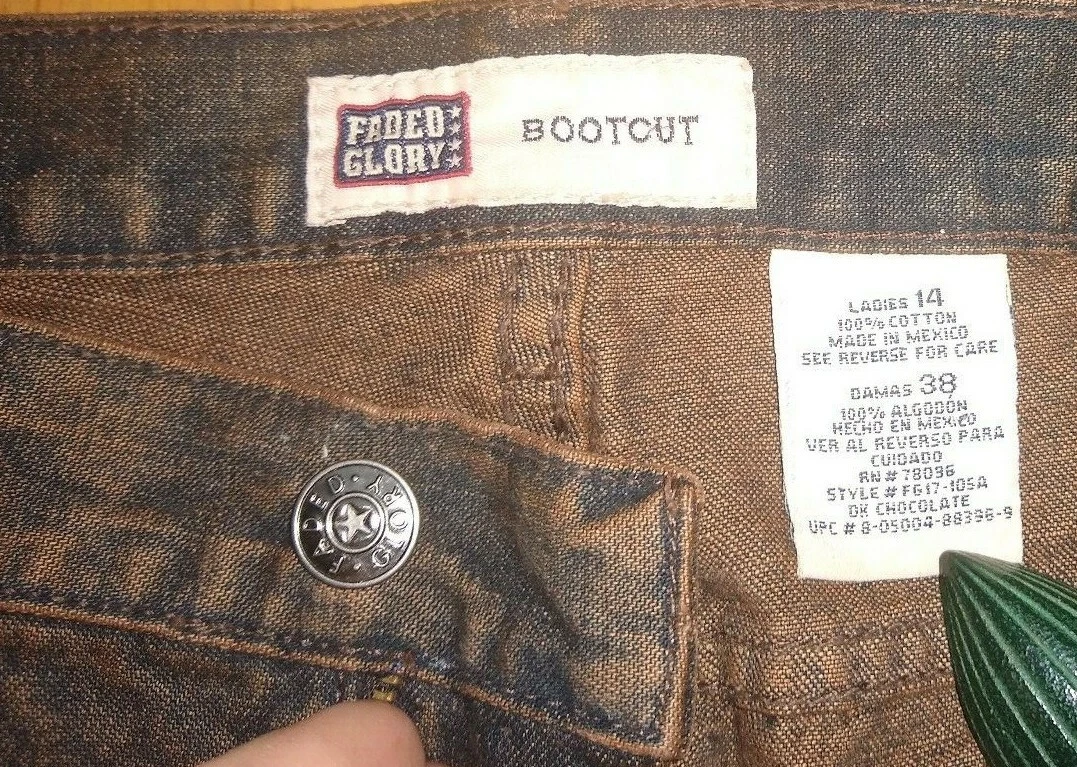 FADED
GLORY
BOOTCUT
LADIES 14
100% COTTON
MADE IN MEXICO
SEE REVERSE FOR CARE
DAMAS 38
100% ALGODÓN
HECHO EN MEXICO
VER AL REVERSO PARA
CUIDADO
RN # 78096
STYLE # FG17-105A
DK CHOCOLATE
UPC # 8-05004-88396-9
FADED • GLORY •